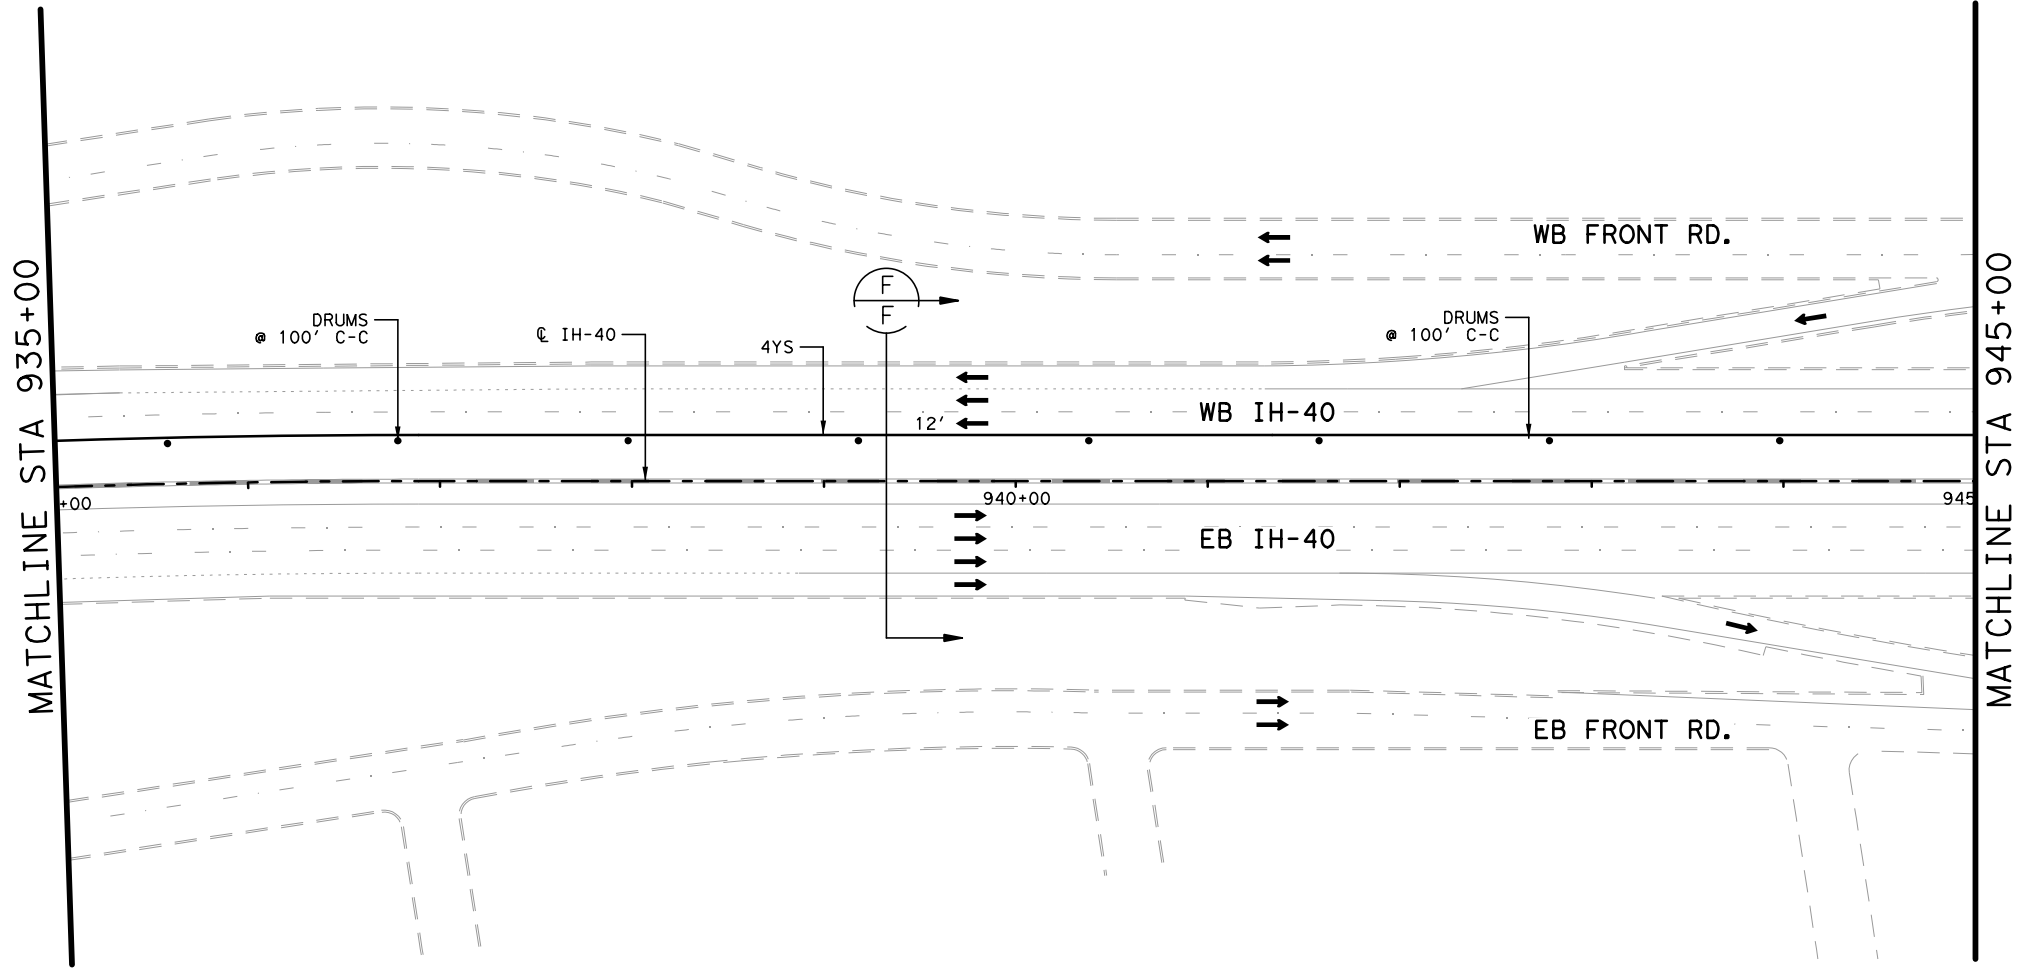 MATCHLINE STA 935+00
WB FRONT RD.
MATCHLINE STA 945+00
F
F
DRUMS
@ 100' C-C
℄ IH-40
4YS
DRUMS
@ 100' C-C
12'
WB IH-40
+00
940+00
945
EB IH-40
EB FRONT RD.